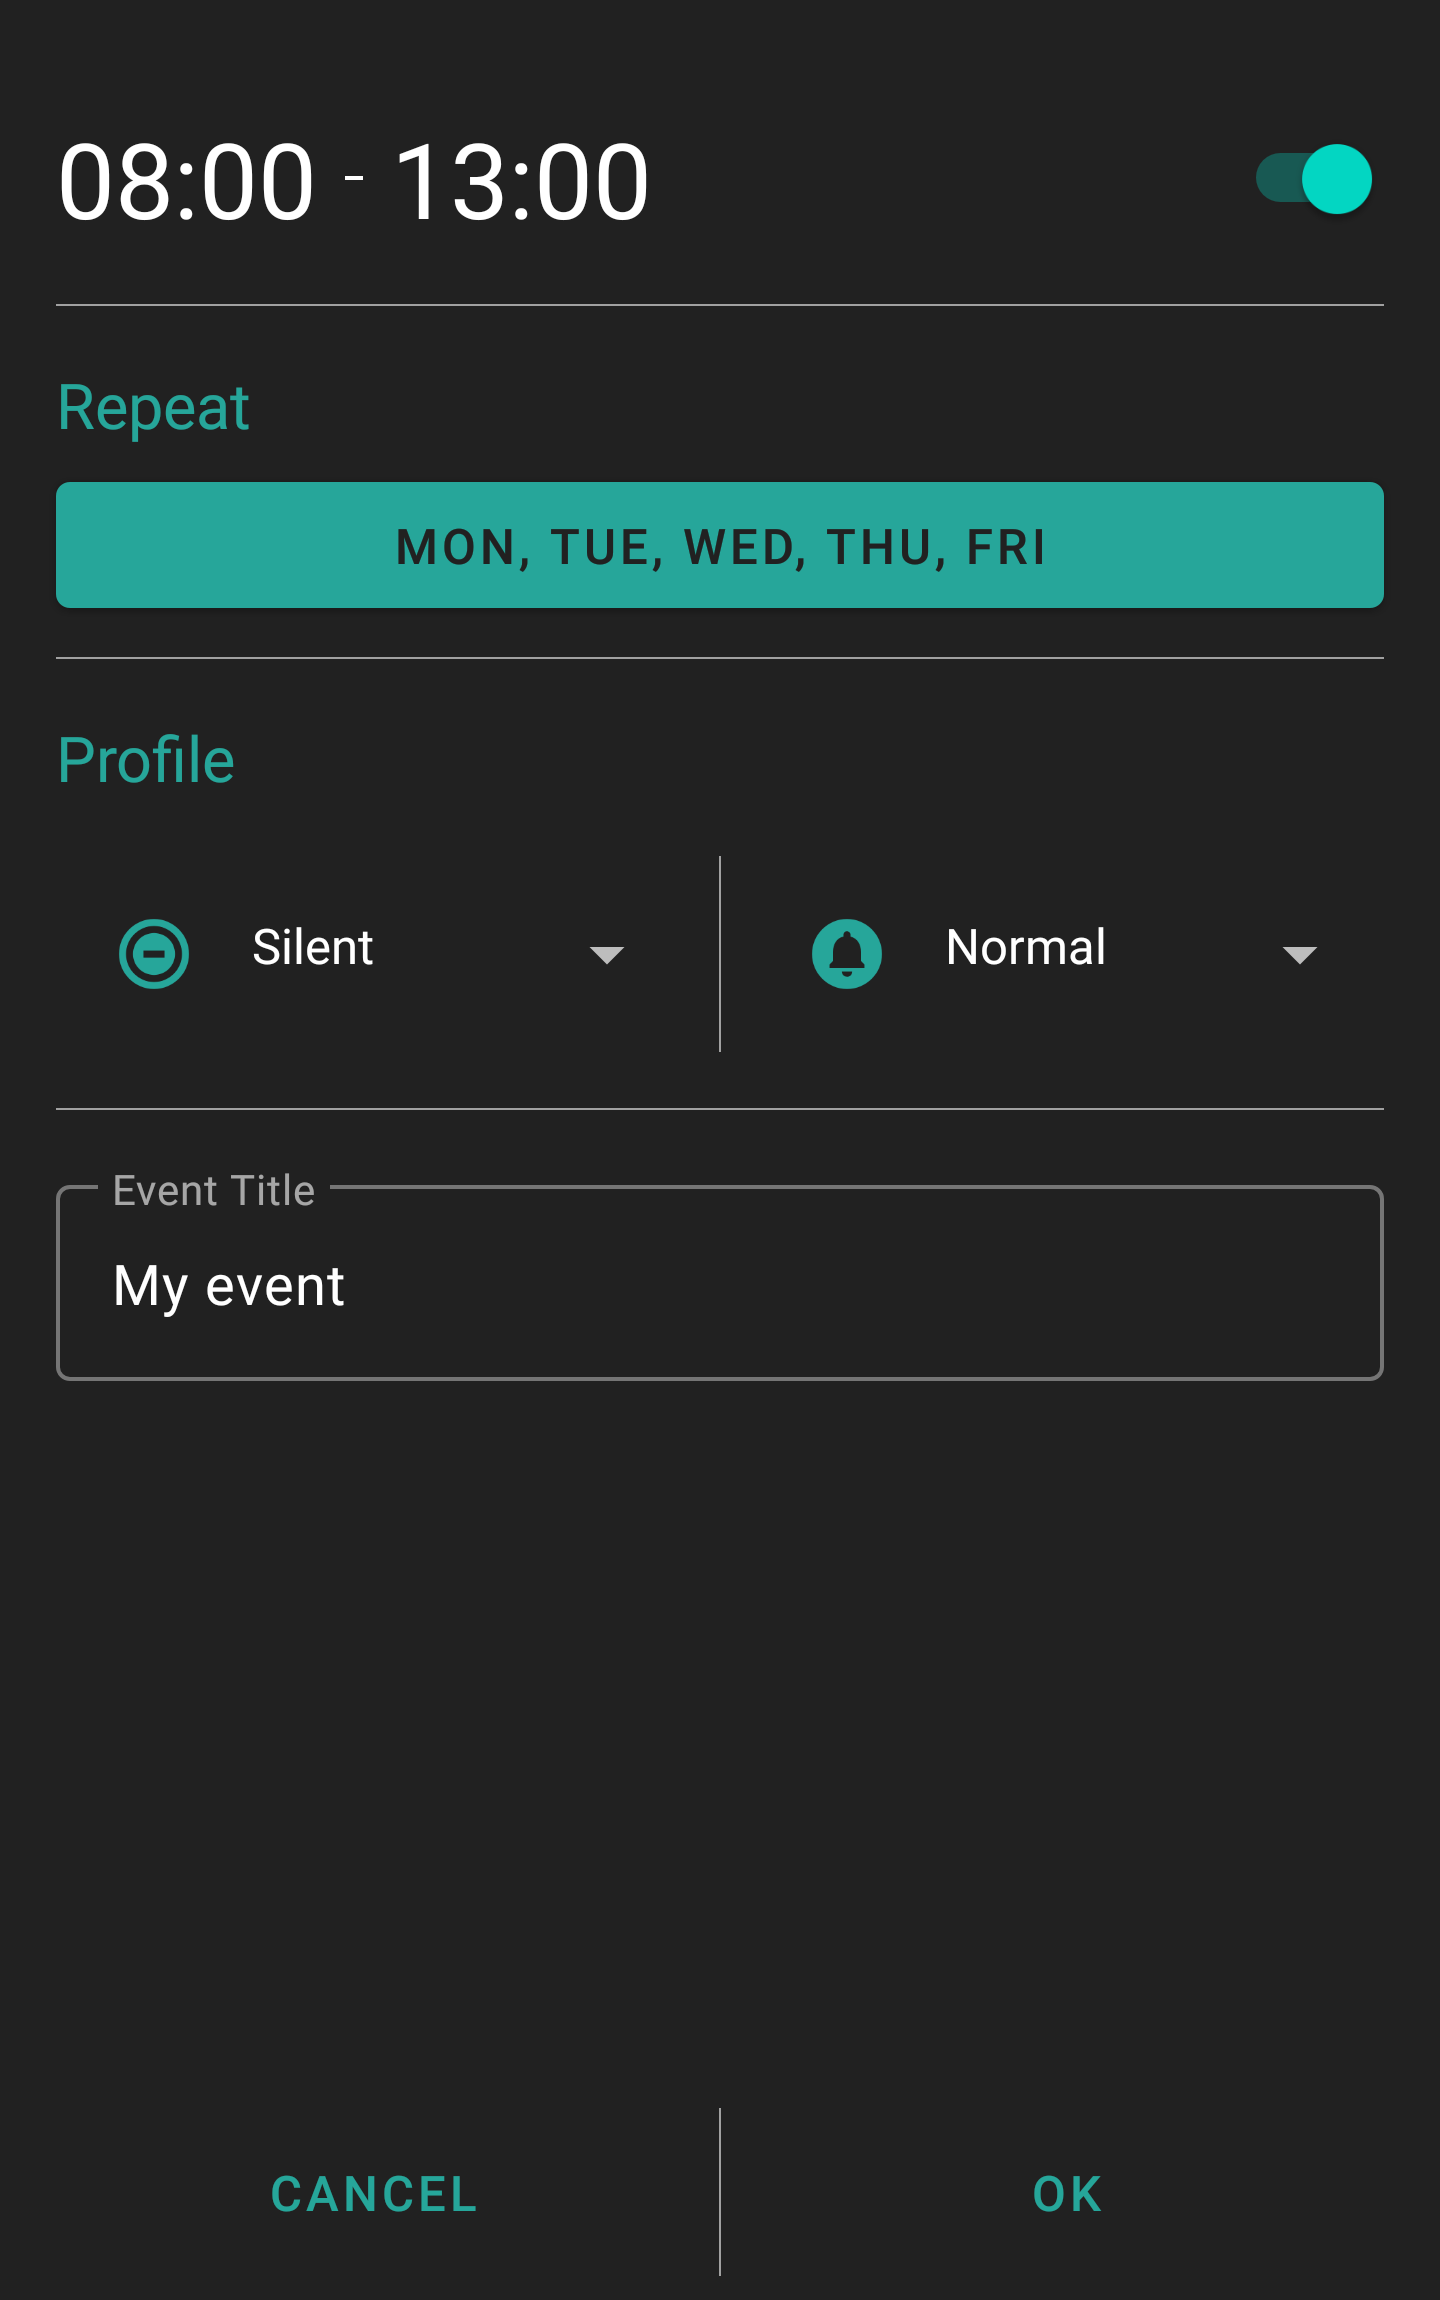 08:00 - 13:00
Repeat
MON, TUE, WED, THU, FRI
Profile
Silent
Normal
Event Title
My event
CANCEL
OK